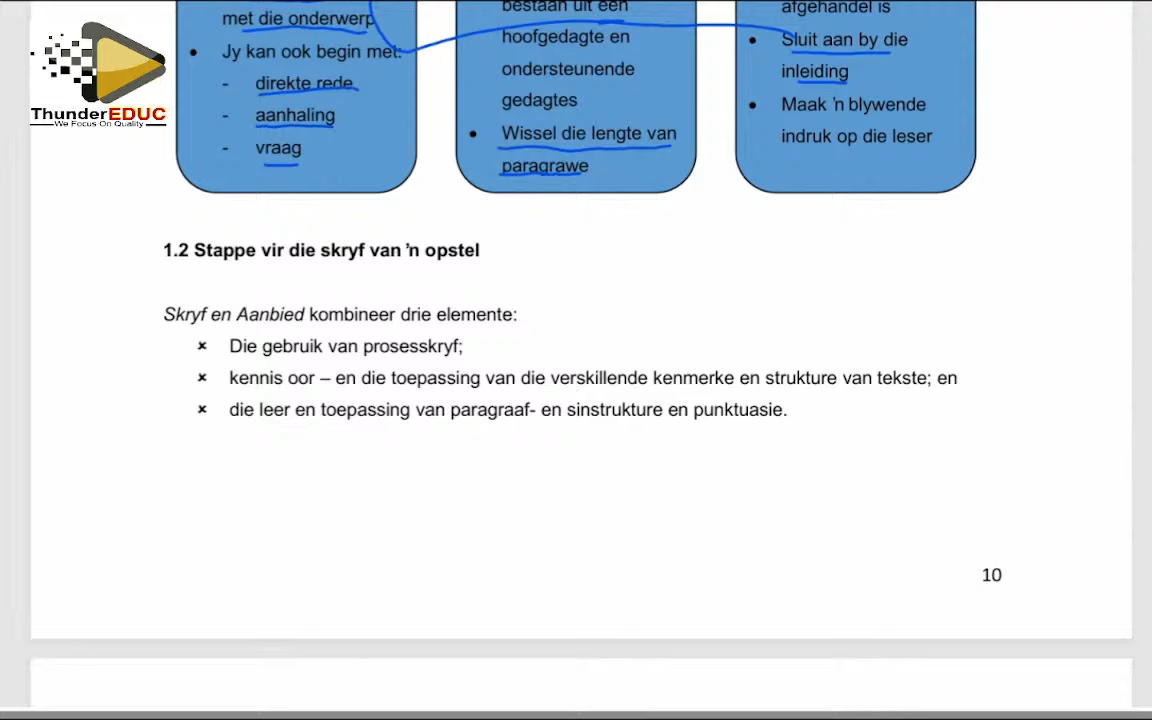 ThunderEDUC
We Focus On Quality
met die onderwerp
• Jy kan ook begin met:
- direkte rede
- aanhaling
- vraag
bestaan uit een
hoofgedagte en
ondersteunende
gedagtes
• Wissel die lengte van
paragrawe
afgehandel is
• Sluit aan by die
inleiding
• Maak 'n blywende
indruk op die leser
1.2 Stappe vir die skryf van 'n opstel
Skryf en Aanbied kombineer drie elemente:
× Die gebruik van prosesskryf;
× kennis oor – en die toepassing van die verskillende kenmerke en strukture van tekste; en
× die leer en toepassing van paragraaf- en sinstrukture en punktuasie.
10